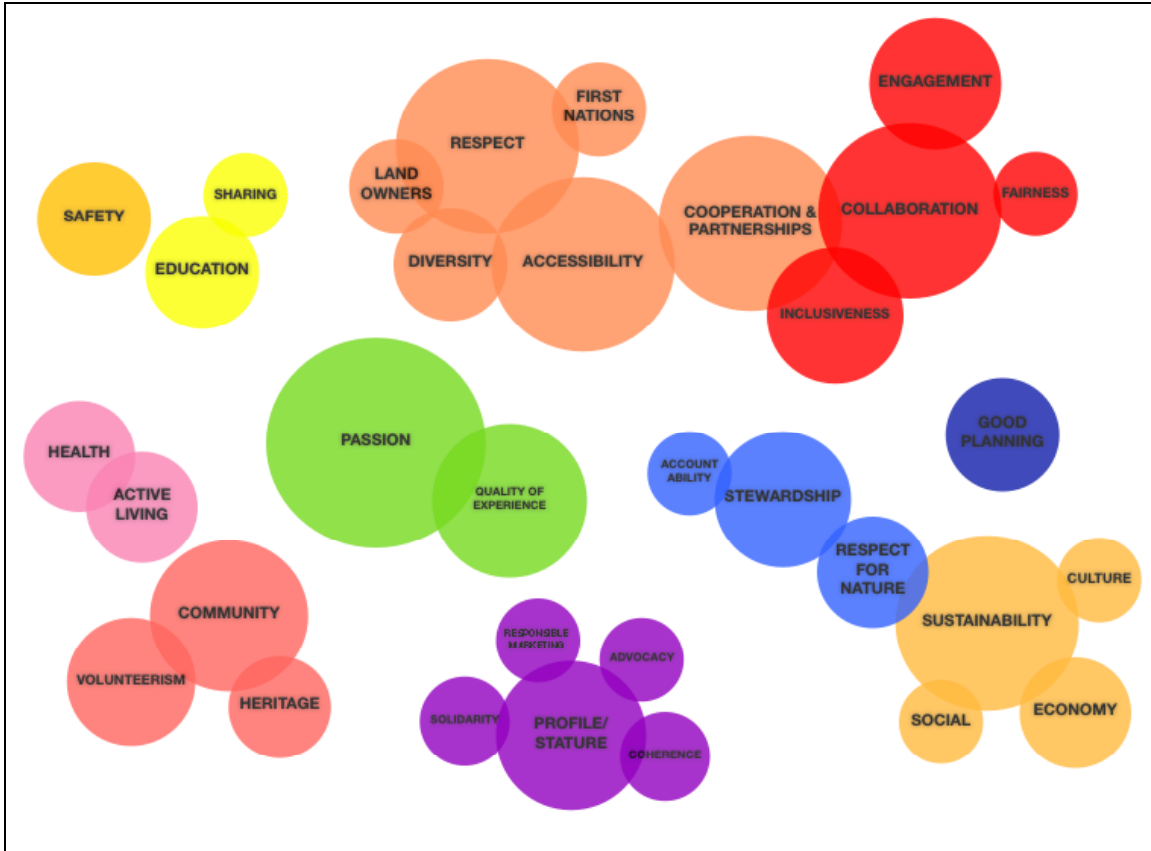 ENGAGEMENT
FIRST
NATIONS
RESPECT
LAND
OWNERS
SHARING
FAIRNESS
SAFETY
COOPERATION &
PARTNERSHIPS
COLLABORATION
EDUCATION
DIVERSITY
ACCESSIBILITY
INCLUSIVENESS
PASSION
GOOD
PLANNING
HEALTH
ACCOUNT
ABILITY
QUALITY OF
EXPERIENCE
STEWARDSHIP
ACTIVE
LIVING
RESPECT
FOR
NATURE
CULTURE
COMMUNITY
SUSTAINABILITY
RESPONSIBLE
MARKETING
ADVOCACY
VOLUNTEERISM
HERITAGE
SOLIDARITY
PROFILE/
STATURE
SOCIAL
ECONOMY
COHERENCE